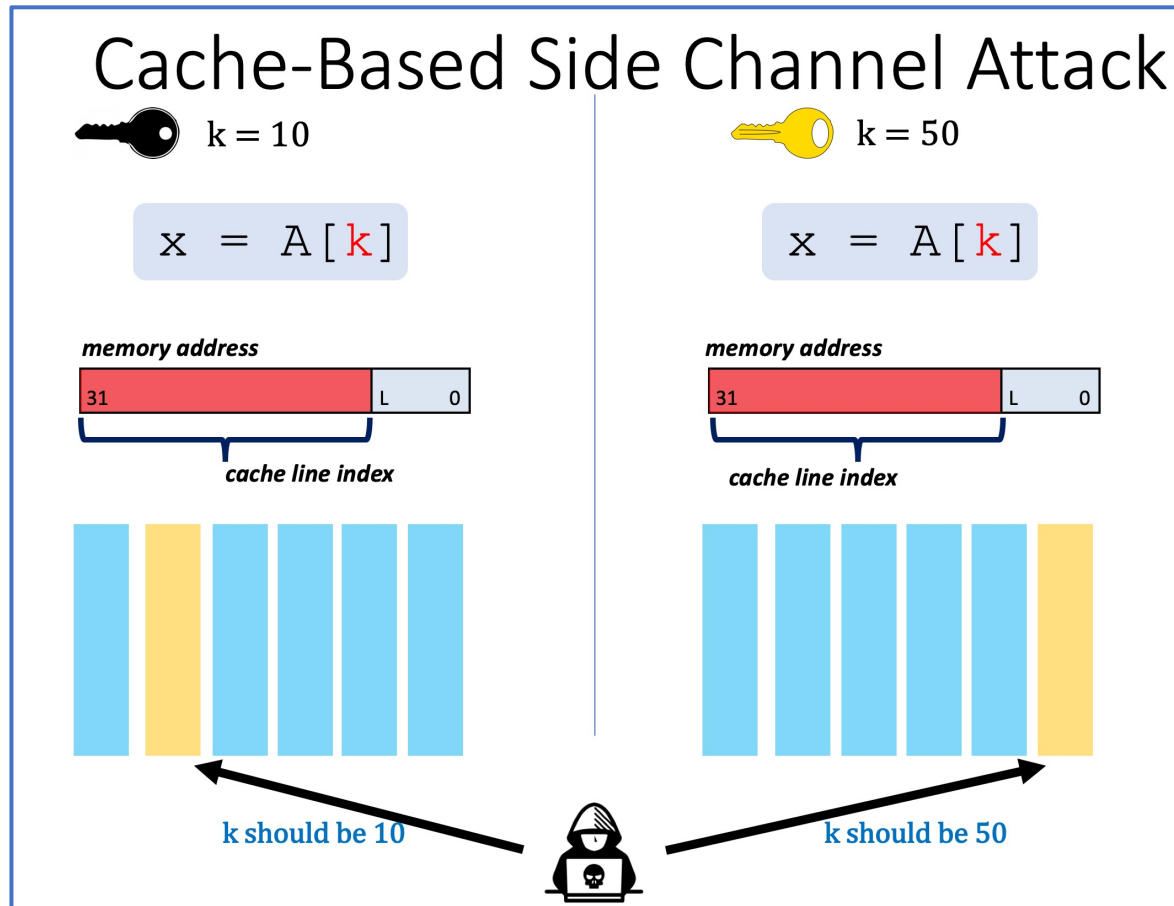 Cache-Based Side Channel Attack
k = 10
x = A[k]
memory address
31 L 0
cache line index
k should be 10
k = 50
x = A[k]
memory address
31 L 0
cache line index
k should be 50